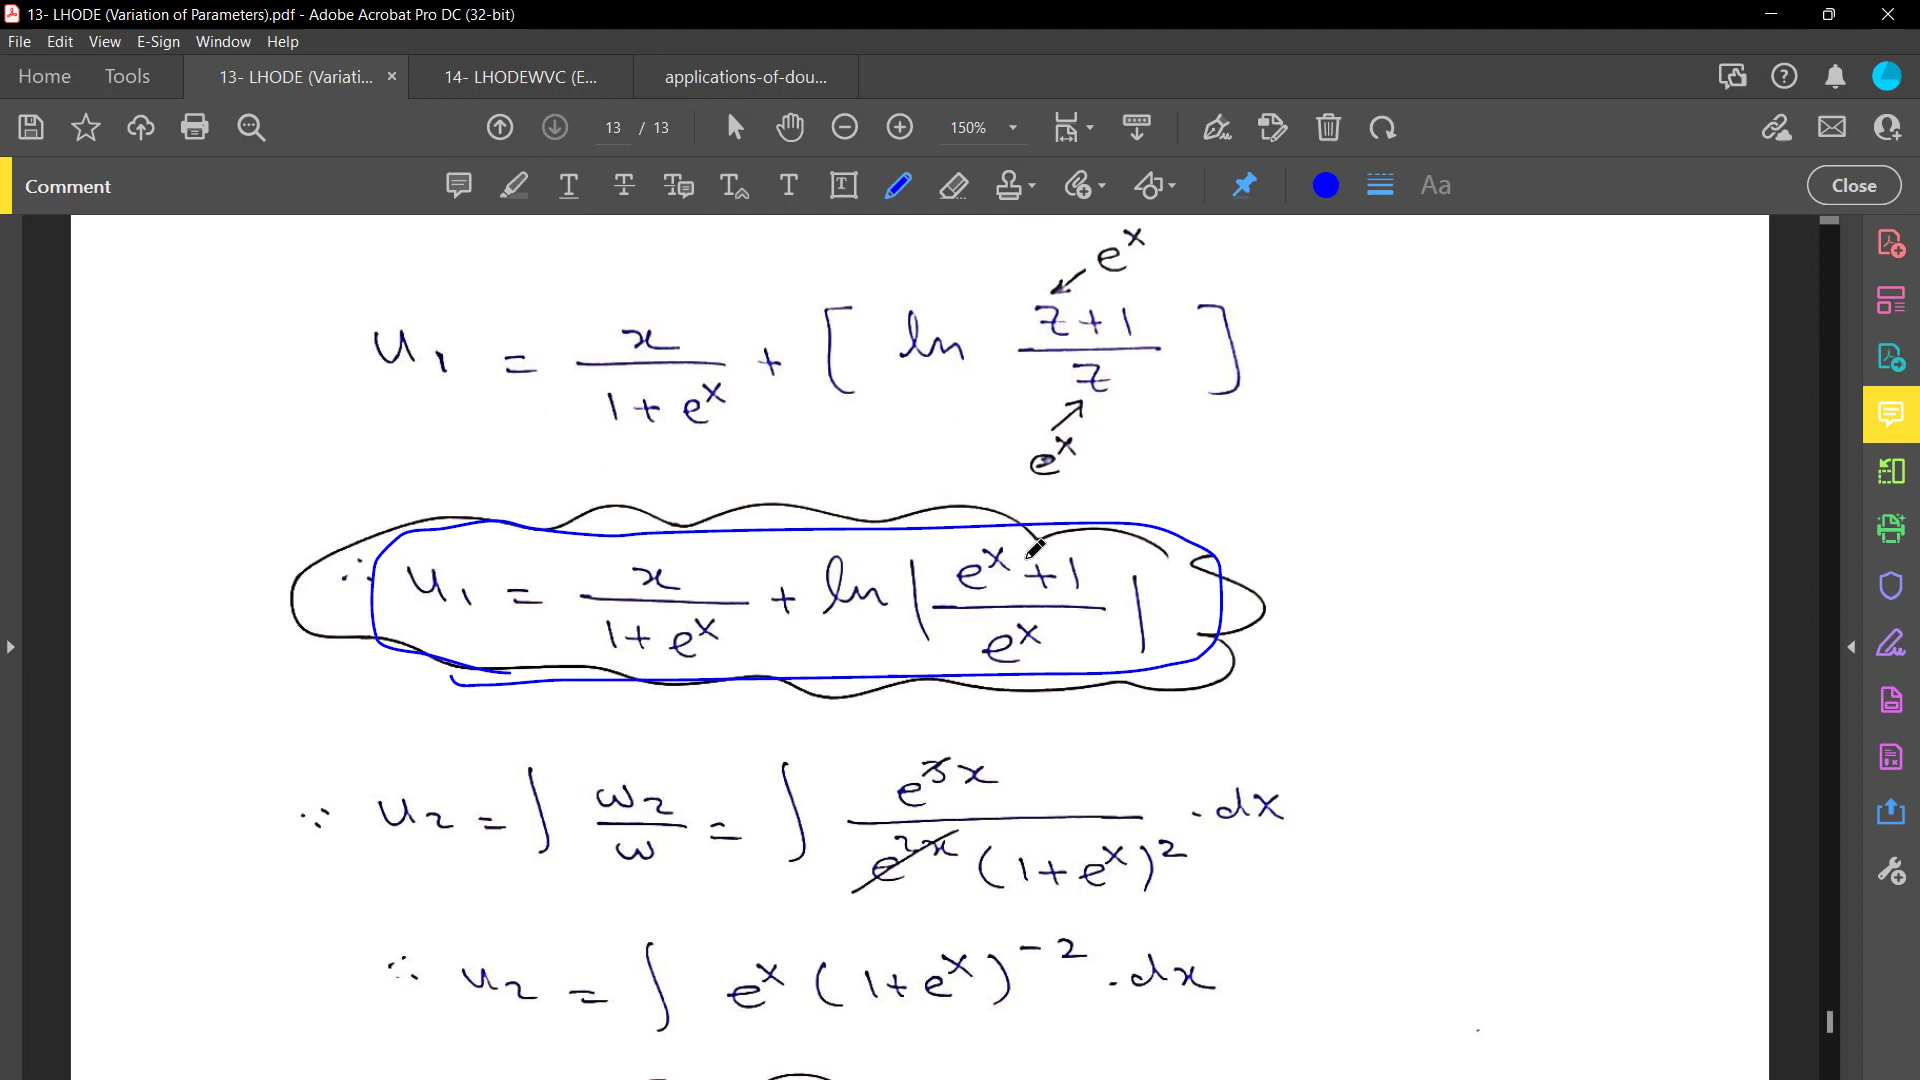 13- LHODE (Variation of Parameters).pdf - Adobe Acrobat Pro DC (32-bit)
File Edit View E-Sign Window Help
Home Tools 13- LHODE (Variati... × 14- LHODEWVC (E... applications-of-dou...
13 / 13 150%
Comment T T T T Aa Close
e^x
u₁ = x/(1 + e^x) + [ ln (z + 1)/z ]
e^x
∴ u₁ = x/(1 + e^x) + ln | (e^x + 1)/e^x |
∵ u₂ = ∫ ω₂/ω = ∫ e^{3x}/(e^{2x} (1 + e^x)²) . dx
∴ u₂ = ∫ e^x (1 + e^x)^{-2} . dx